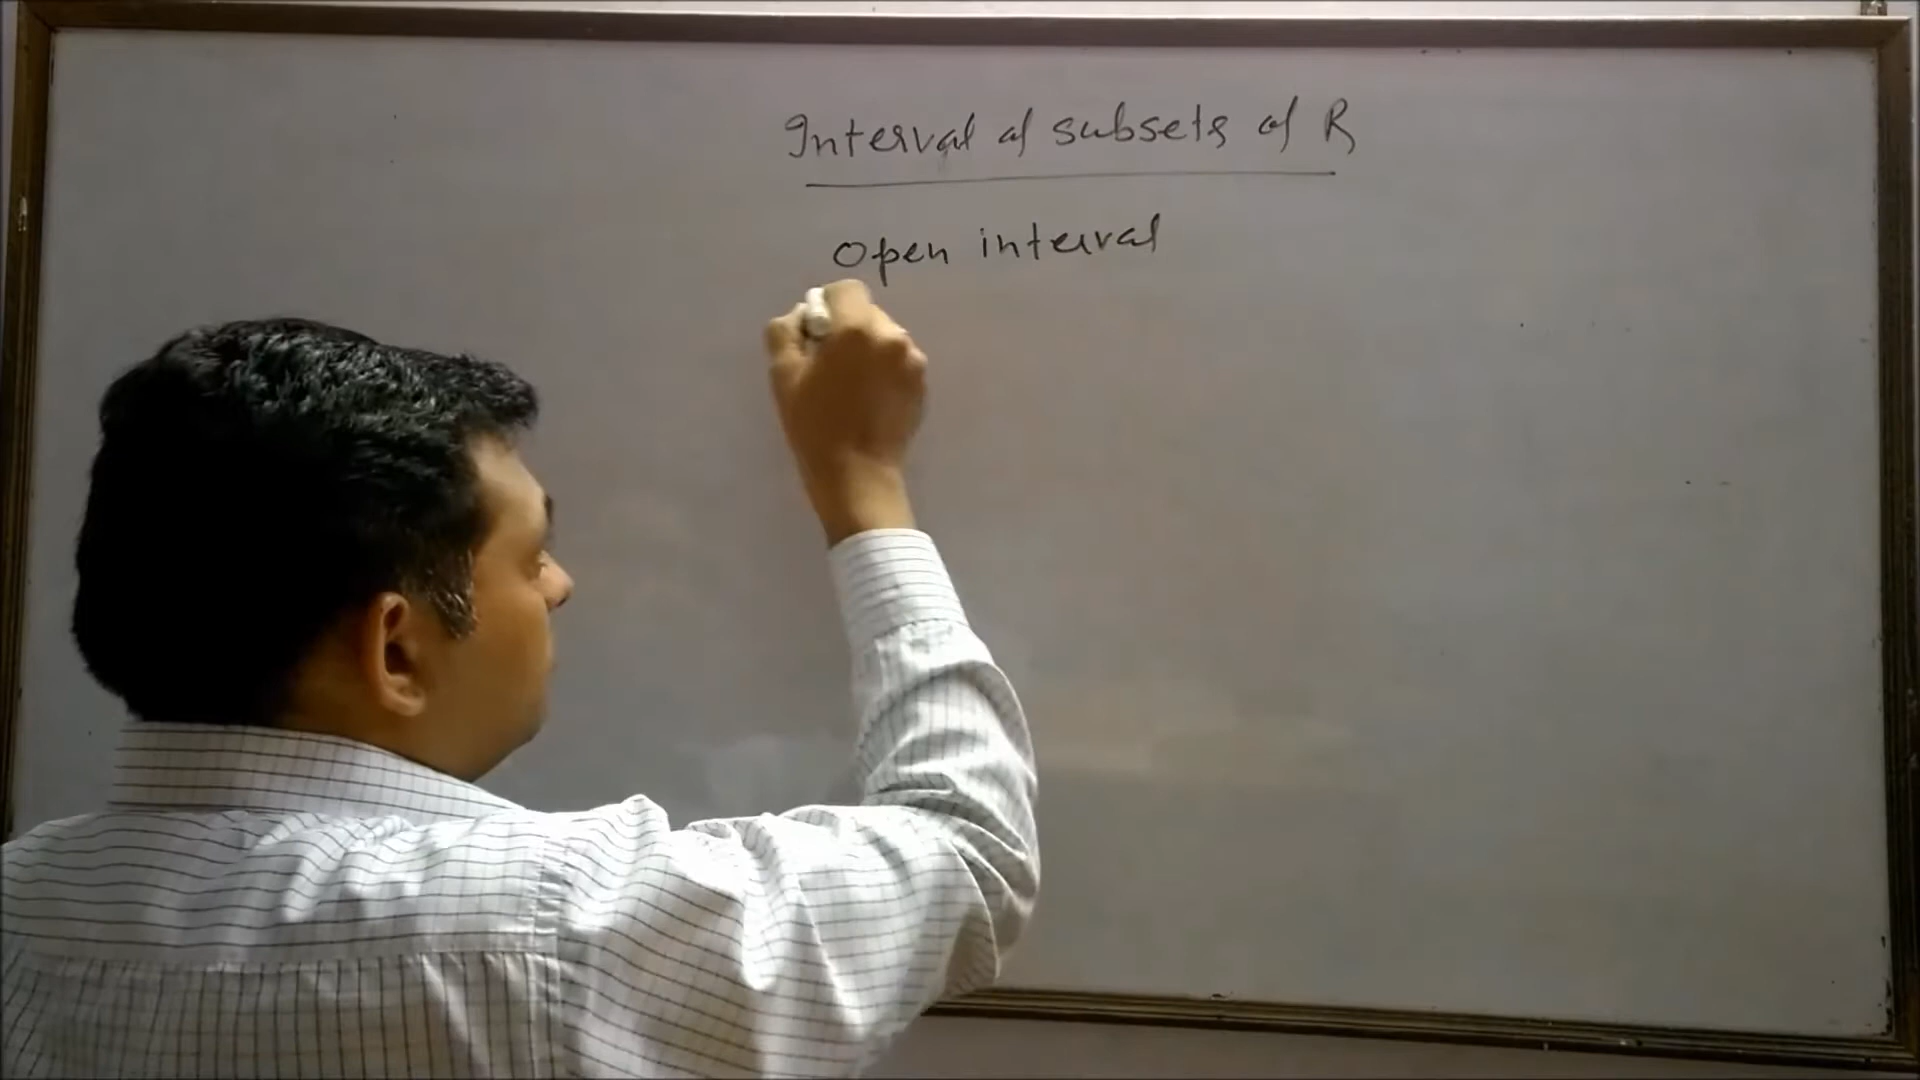 Interval of subsets of R
Open interval